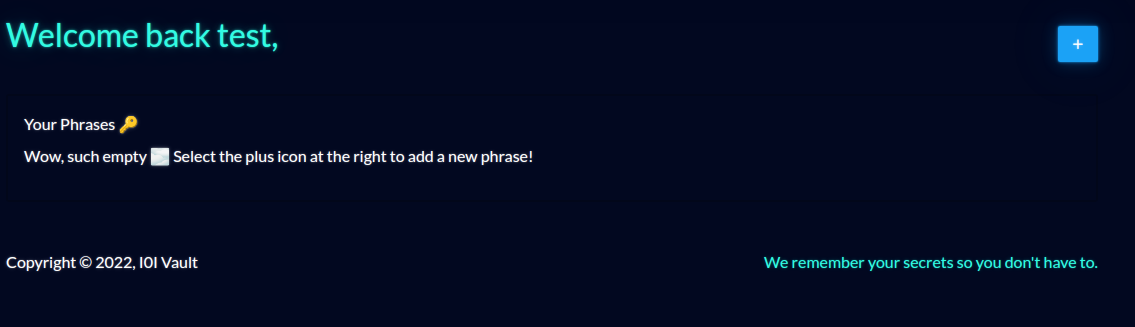 Welcome back test,
+
Your Phrases 🔑
Wow, such empty 🌫️ Select the plus icon at the right to add a new phrase!
Copyright © 2022, I0I Vault
We remember your secrets so you don't have to.